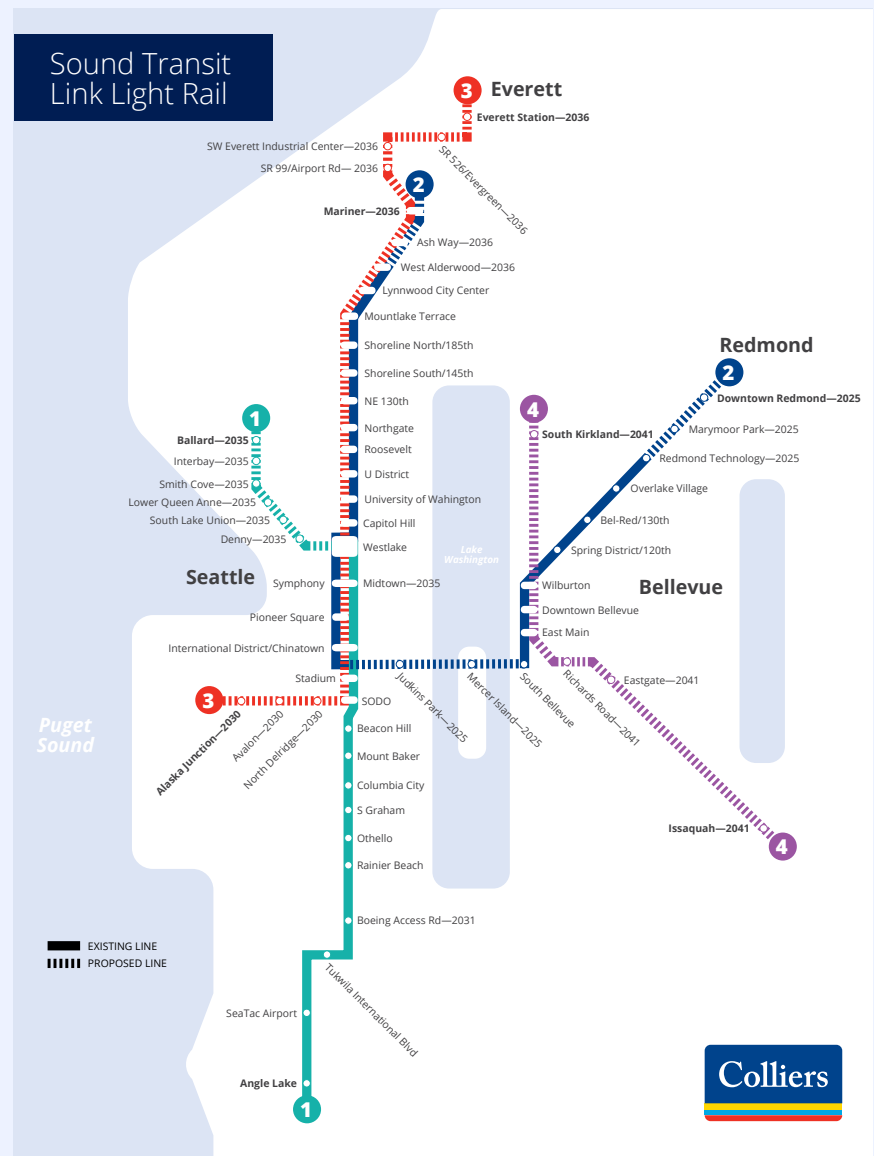 Sound Transit
Link Light Rail
3
Everett
Everett Station—2036
SW Everett Industrial Center—2036
SR 526/Evergreen—2036
SR 99/Airport Rd— 2036
2
Mariner—2036
Ash Way—2036
West Alderwood—2036
Lynnwood City Center
Mountlake Terrace
Shoreline North/185th
Shoreline South/145th
NE 130th
Northgate
Roosevelt
U District
University of Wahington
Capitol Hill
Westlake
1
Ballard—2035
Interbay—2035
Smith Cove—2035
Lower Queen Anne—2035
South Lake Union—2035
Denny—2035
Seattle
Symphony
Midtown—2035
Pioneer Square
International District/Chinatown
Stadium
SODO
3
Alaska Junction—2030
Avalon—2030
North Delridge—2030
Judkins Park—2025
Mercer Island—2025
South Bellevue
Redmond
2
Downtown Redmond—2025
Marymoor Park—2025
Redmond Technology—2025
Overlake Village
Bel-Red/130th
Spring District/120th
4
South Kirkland—2041
Wilburton
Bellevue
Downtown Bellevue
East Main
Richards Road—2041
Eastgate—2041
Issaquah—2041
4
Lake
Washington
Puget
Sound
Beacon Hill
Mount Baker
Columbia City
S Graham
Othello
Rainier Beach
Boeing Access Rd—2031
Tukwila International Blvd
SeaTac Airport
Angle Lake
1
EXISTING LINE
PROPOSED LINE
Colliers